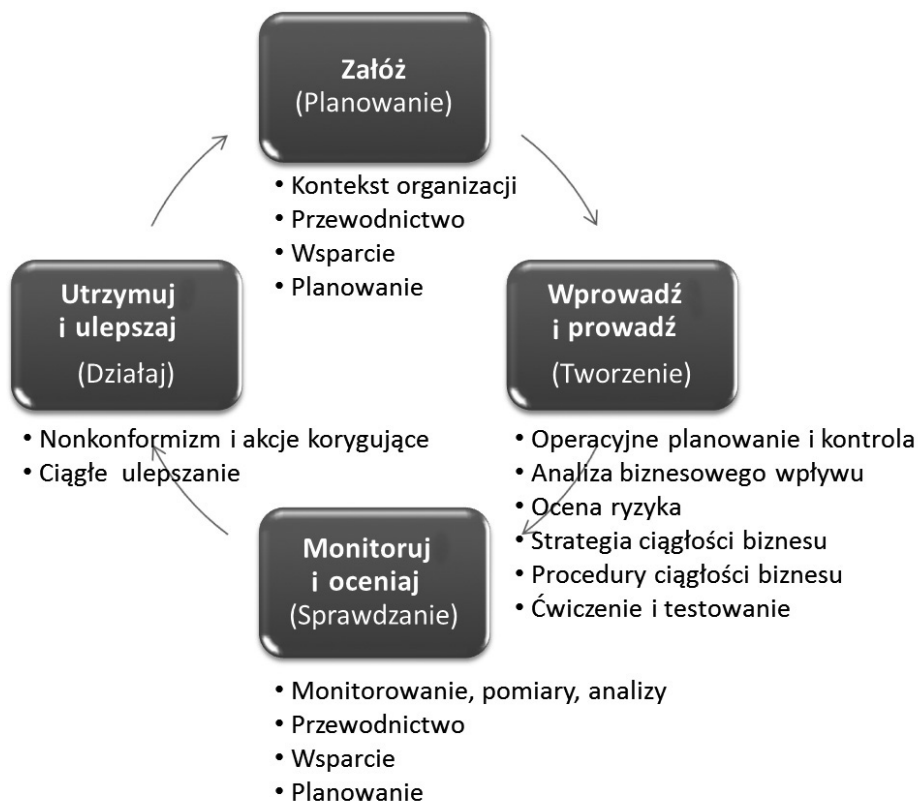 Załóż
(Planowanie)
• Kontekst organizacji
• Przewodnictwo
• Wsparcie
• Planowanie
Wprowadź
i prowadź
(Tworzenie)
• Operacyjne planowanie i kontrola
• Analiza biznesowego wpływu
• Ocena ryzyka
• Strategia ciągłości biznesu
• Procedury ciągłości biznesu
• Ćwiczenie i testowanie
Monitoruj
i oceniaj
(Sprawdzanie)
• Monitorowanie, pomiary, analizy
• Przewodnictwo
• Wsparcie
• Planowanie
Utrzymuj
i ulepszaj
(Działaj)
• Nonkonformizm i akcje korygujące
• Ciągłe ulepszanie